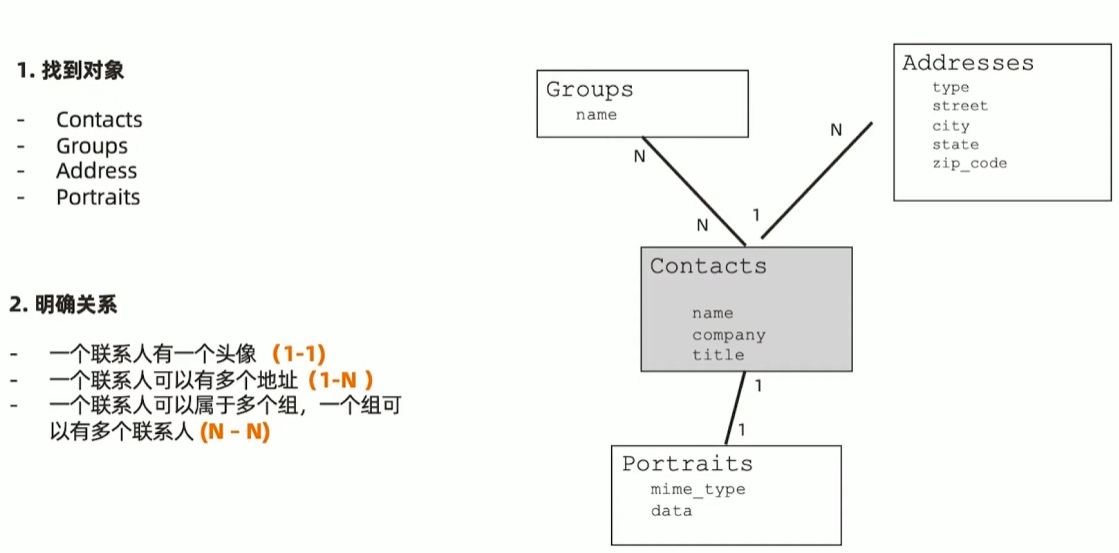 1. 找到对象
- Contacts
- Groups
- Address
- Portraits
2. 明确关系
- 一个联系人有一个头像 (1-1)
- 一个联系人可以有多个地址 (1-N )
- 一个联系人可以属于多个组，一个组可
以有多个联系人 (N – N)
Groups
name
Addresses
type
street
city
state
zip_code
N
N
N
1
Contacts
name
company
title
1
1
Portraits
mime_type
data